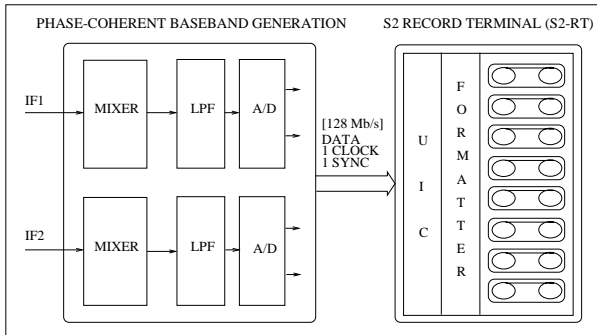 PHASE-COHERENT BASEBAND GENERATION
S2 RECORD TERMINAL (S2-RT)
IF1
MIXER
LPF
A/D
[128 Mb/s]
DATA
1 CLOCK
1 SYNC
IF2
MIXER
LPF
A/D
U I C
F O R M A T T E R